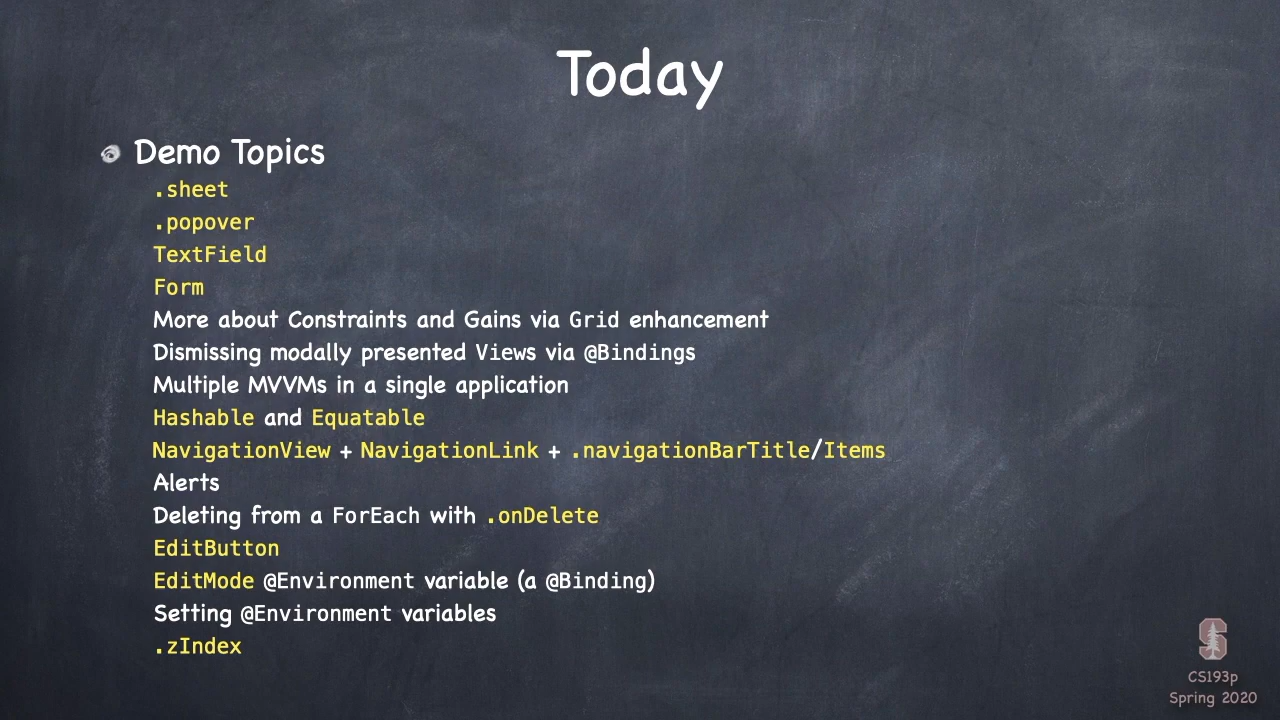 Today
Demo Topics
.sheet
.popover
TextField
Form
More about Constraints and Gains via Grid enhancement
Dismissing modally presented Views via @Bindings
Multiple MVVMs in a single application
Hashable and Equatable
NavigationView + NavigationLink + .navigationBarTitle/Items
Alerts
Deleting from a ForEach with .onDelete
EditButton
EditMode @Environment variable (a @Binding)
Setting @Environment variables
.zIndex
S
CS193p
Spring 2020